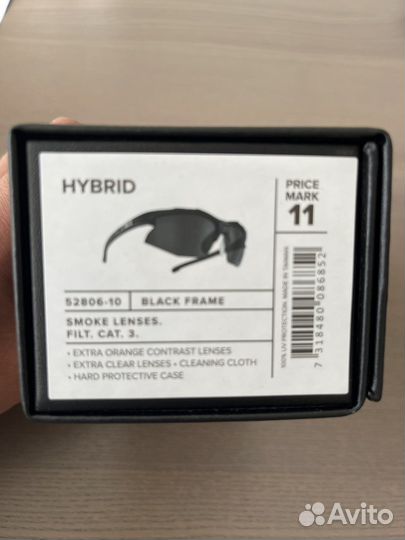 HYBRID
PRICE
MARK
11
52806-10 BLACK FRAME
SMOKE LENSES.
FILT. CAT. 3.
• EXTRA ORANGE CONTRAST LENSES
• EXTRA CLEAR LENSES • CLEANING CLOTH
• HARD PROTECTIVE CASE
100% UV PROTECTION. MADE IN TAIWAN.
7 318480 086852
Avito